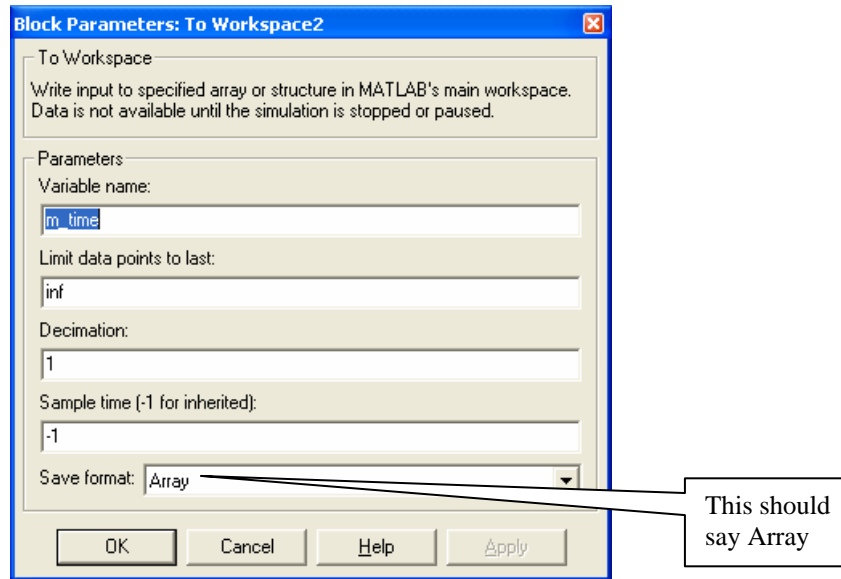 Block Parameters: To Workspace2
To Workspace
Write input to specified array or structure in MATLAB's main workspace.
Data is not available until the simulation is stopped or paused.
Parameters
Variable name:
m_time
Limit data points to last:
inf
Decimation:
1
Sample time (-1 for inherited):
-1
Save format: Array
This should
say Array
OK Cancel Help Apply